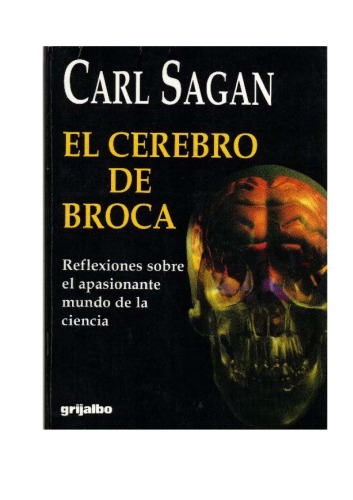 CARL SAGAN
EL CEREBRO
DE
BROCA
Reflexiones sobre
el apasionante
mundo de la
ciencia
grijalbo